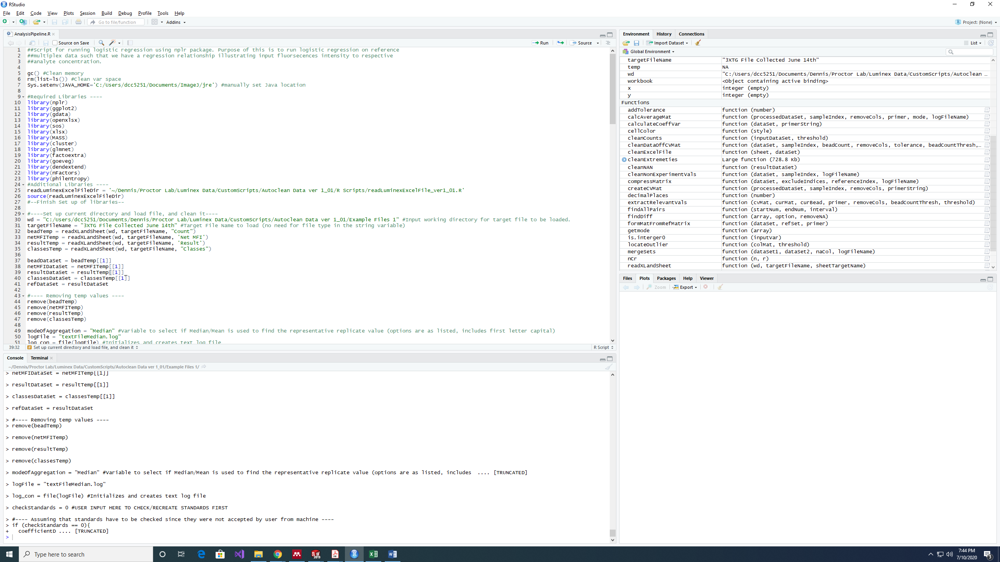 RStudio
File Edit Code View Plots Session Build Debug Profile Tools Help
Go to file/function Addins Project: (None)
AnalysisPipeline.R
Source on Save Run Source
1 ##Script for running logistic regression using nplr package. Purpose of this is to run logistic regression on reference
2 ##multiplex data such that we have a regression relationship illustrating input fluorsecences intensity to respective
3 ##analyte concentration.
4
5 gc() #Clean memory
6 rm(list=ls()) #Clean var space
7 Sys.setenv(JAVA_HOME='C:/Users/dcc5251/Documents/ImageJ/jre') #manually set Java location
8
9 #Required Libraries ----
10 library(nplr)
11 library(ggplot2)
12 library(gdata)
13 library(openxlsx)
14 library(sos)
15 library(xlsx)
16 library(MASS)
17 library(cluster)
18 library(glmnet)
19 library(factoextra)
20 library(goeveg)
21 library(dendextend)
22 library(nFactors)
23 library(philentropy)
24 #Additional Libraries ----
25 readLuminexExcelFileDir = '~/Dennis/Proctor Lab/Luminex Data/CustomScripts/Autoclean Data ver 1_01/R Scripts/readLuminexExcelFile_ver1_01.R'
26 source(readLuminexExcelFileDir)
27 #--Finish Set up of libraries--
28
29 #----Set up current directory and load file, and clean it----
30 wd = "C:/Users/dcc5251/Documents/Dennis/Proctor Lab/Luminex Data/CustomScripts/Autoclean Data ver 1_01/Example Files 1" #Input working directory for target file to be loaded.
31 targetFileName = "3XTG File Collected June 14th" #Target File Name to load (no need for file type in the string variable)
32 beadTemp = readXLandSheet(wd, targetFileName, "Count")
33 netMFITemp = readXLandSheet(wd, targetFileName, 'Net MFI')
34 resultTemp = readXLandSheet(wd, targetFileName, 'Result')
35 classesTemp = readXLandSheet(wd, targetFileName, "Classes")
36
37 beadDataSet = beadTemp[[1]]
38 netMFIDataSet = netMFITemp[[1]]
39 resultDataSet = resultTemp[[1]]
40 classesDataSet = classesTemp[[1]]
41 refDataSet = resultDataSet
42
43 #---- Removing temp values ----
44 remove(beadTemp)
45 remove(netMFITemp)
46 remove(resultTemp)
47 remove(classesTemp)
48
49 modeOfAggregation = "Median" #Variable to select if Median/Mean is used to find the representative replicate value (options are as listed, includes first letter capital)
50 logFile = "textFileMedian.log"
51 log_con = file(logFile) #Initializes and creates text log file
39:32 Set up current directory and load file, and clean it R Script
Console Terminal
~/Dennis/Proctor Lab/Luminex Data/CustomScripts/Autoclean Data ver 1_01/Example Files 1/
> netMFIDataSet = netMFITemp[[1]]
> resultDataSet = resultTemp[[1]]
> classesDataSet = classesTemp[[1]]
> refDataSet = resultDataSet
> #---- Removing temp values ----
> remove(beadTemp)
> remove(netMFITemp)
> remove(resultTemp)
> remove(classesTemp)
> modeOfAggregation = "Median" #Variable to select if Median/Mean is used to find the representative replicate value (options are as listed, includes .... [TRUNCATED]
> logFile = "textFileMedian.log"
> log_con = file(logFile) #Initializes and creates text log file
> checkStandards = 0 #USER INPUT HERE TO CHECK/RECREATE STANDARDS FIRST
> #---- Assuming that standards have to be checked since they were not accepted by user from machine ----
> if (checkStandards == 0){
+ coefficientD .... [TRUNCATED]
>
Environment History Connections
Import Dataset List
Global Environment
targetFileName "3XTG File Collected June 14th"
temp NA
wd "C:/Users/dcc5251/Documents/Dennis/Proctor Lab/Luminex Data/CustomScripts/Autoclean …
workbook <Object containing active binding>
x integer (empty)
y integer (empty)
Functions
addTolerance function (number)
calcAverageMat function (processedDataSet, sampleIndex, removeCols, primer, mode, logFileName)
calculateCoeffVar function (dataSet, primerString)
cellColor function (style)
cleanCounts function (inputDataSet, threshold)
cleanDataOffCVMat function (dataSet, sampleIndex, beadCount, removeCols, tolerance, beadCountThresh,…
cleanExcelFile function (sheet, dataSet)
cleanExtremeties Large function (728.8 Kb)
cleanNAN function (resultDataSet)
cleanNonExperimentVals function (dataSet, sampleIndex, logFileName)
compressMatrix function (dataSet, excludeIndices, referenceIndex, logFileName)
createCVMat function (processedDataSet, sampleIndex, removeCols, primerString)
decimalPlaces function (number)
extractRelevantVals function (cvMat, curMat, curBead, primer, removeCols, beadCountThresh, threshold)
findAllPairs function (startNum, endNum, interval)
findDiff function (array, option, removeNA)
formMatFromRefMatrix function (dataSet, refSet, primer)
getmode function (array)
is.interger0 function (inputVar)
locateOutlier function (colMat, threshold)
mergeSets function (dataSet1, dataSet2, naCol, logFileName)
nCr function (n, r)
readXLandSheet function (wd, targetFileName, sheetTargetName)
Files Plots Packages Help Viewer
Zoom Export
Type here to search
7:44 PM
7/10/2020
3